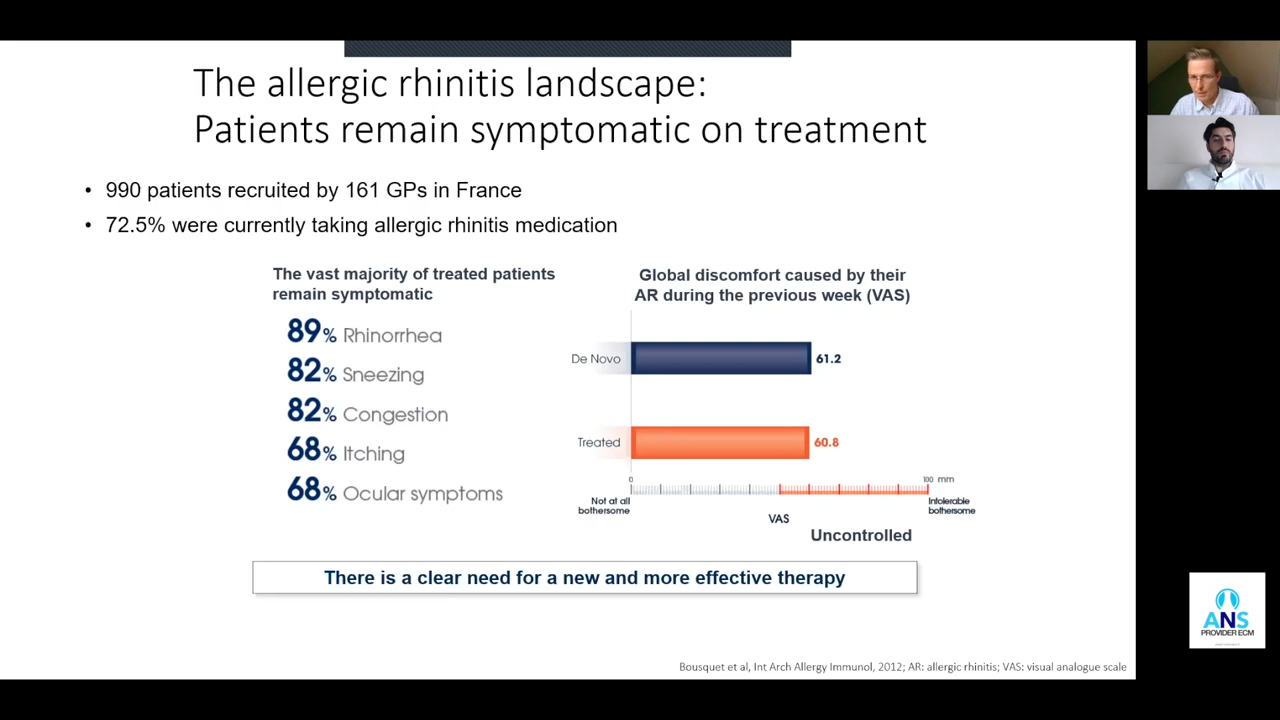 The allergic rhinitis landscape:
Patients remain symptomatic on treatment
• 990 patients recruited by 161 GPs in France
• 72.5% were currently taking allergic rhinitis medication
The vast majority of treated patients
remain symptomatic
89% Rhinorrhea
82% Sneezing
82% Congestion
68% Itching
68% Ocular symptoms
Global discomfort caused by their
AR during the previous week (VAS)
De Novo 61.2
Treated 60.8
0 100 mm
Not at all
bothersome
Intolerable
bothersome
VAS
Uncontrolled
There is a clear need for a new and more effective therapy
Bousquet et al, Int Arch Allergy Immunol, 2012; AR: allergic rhinitis; VAS: visual analogue scale
ANS
PROVIDER ECM